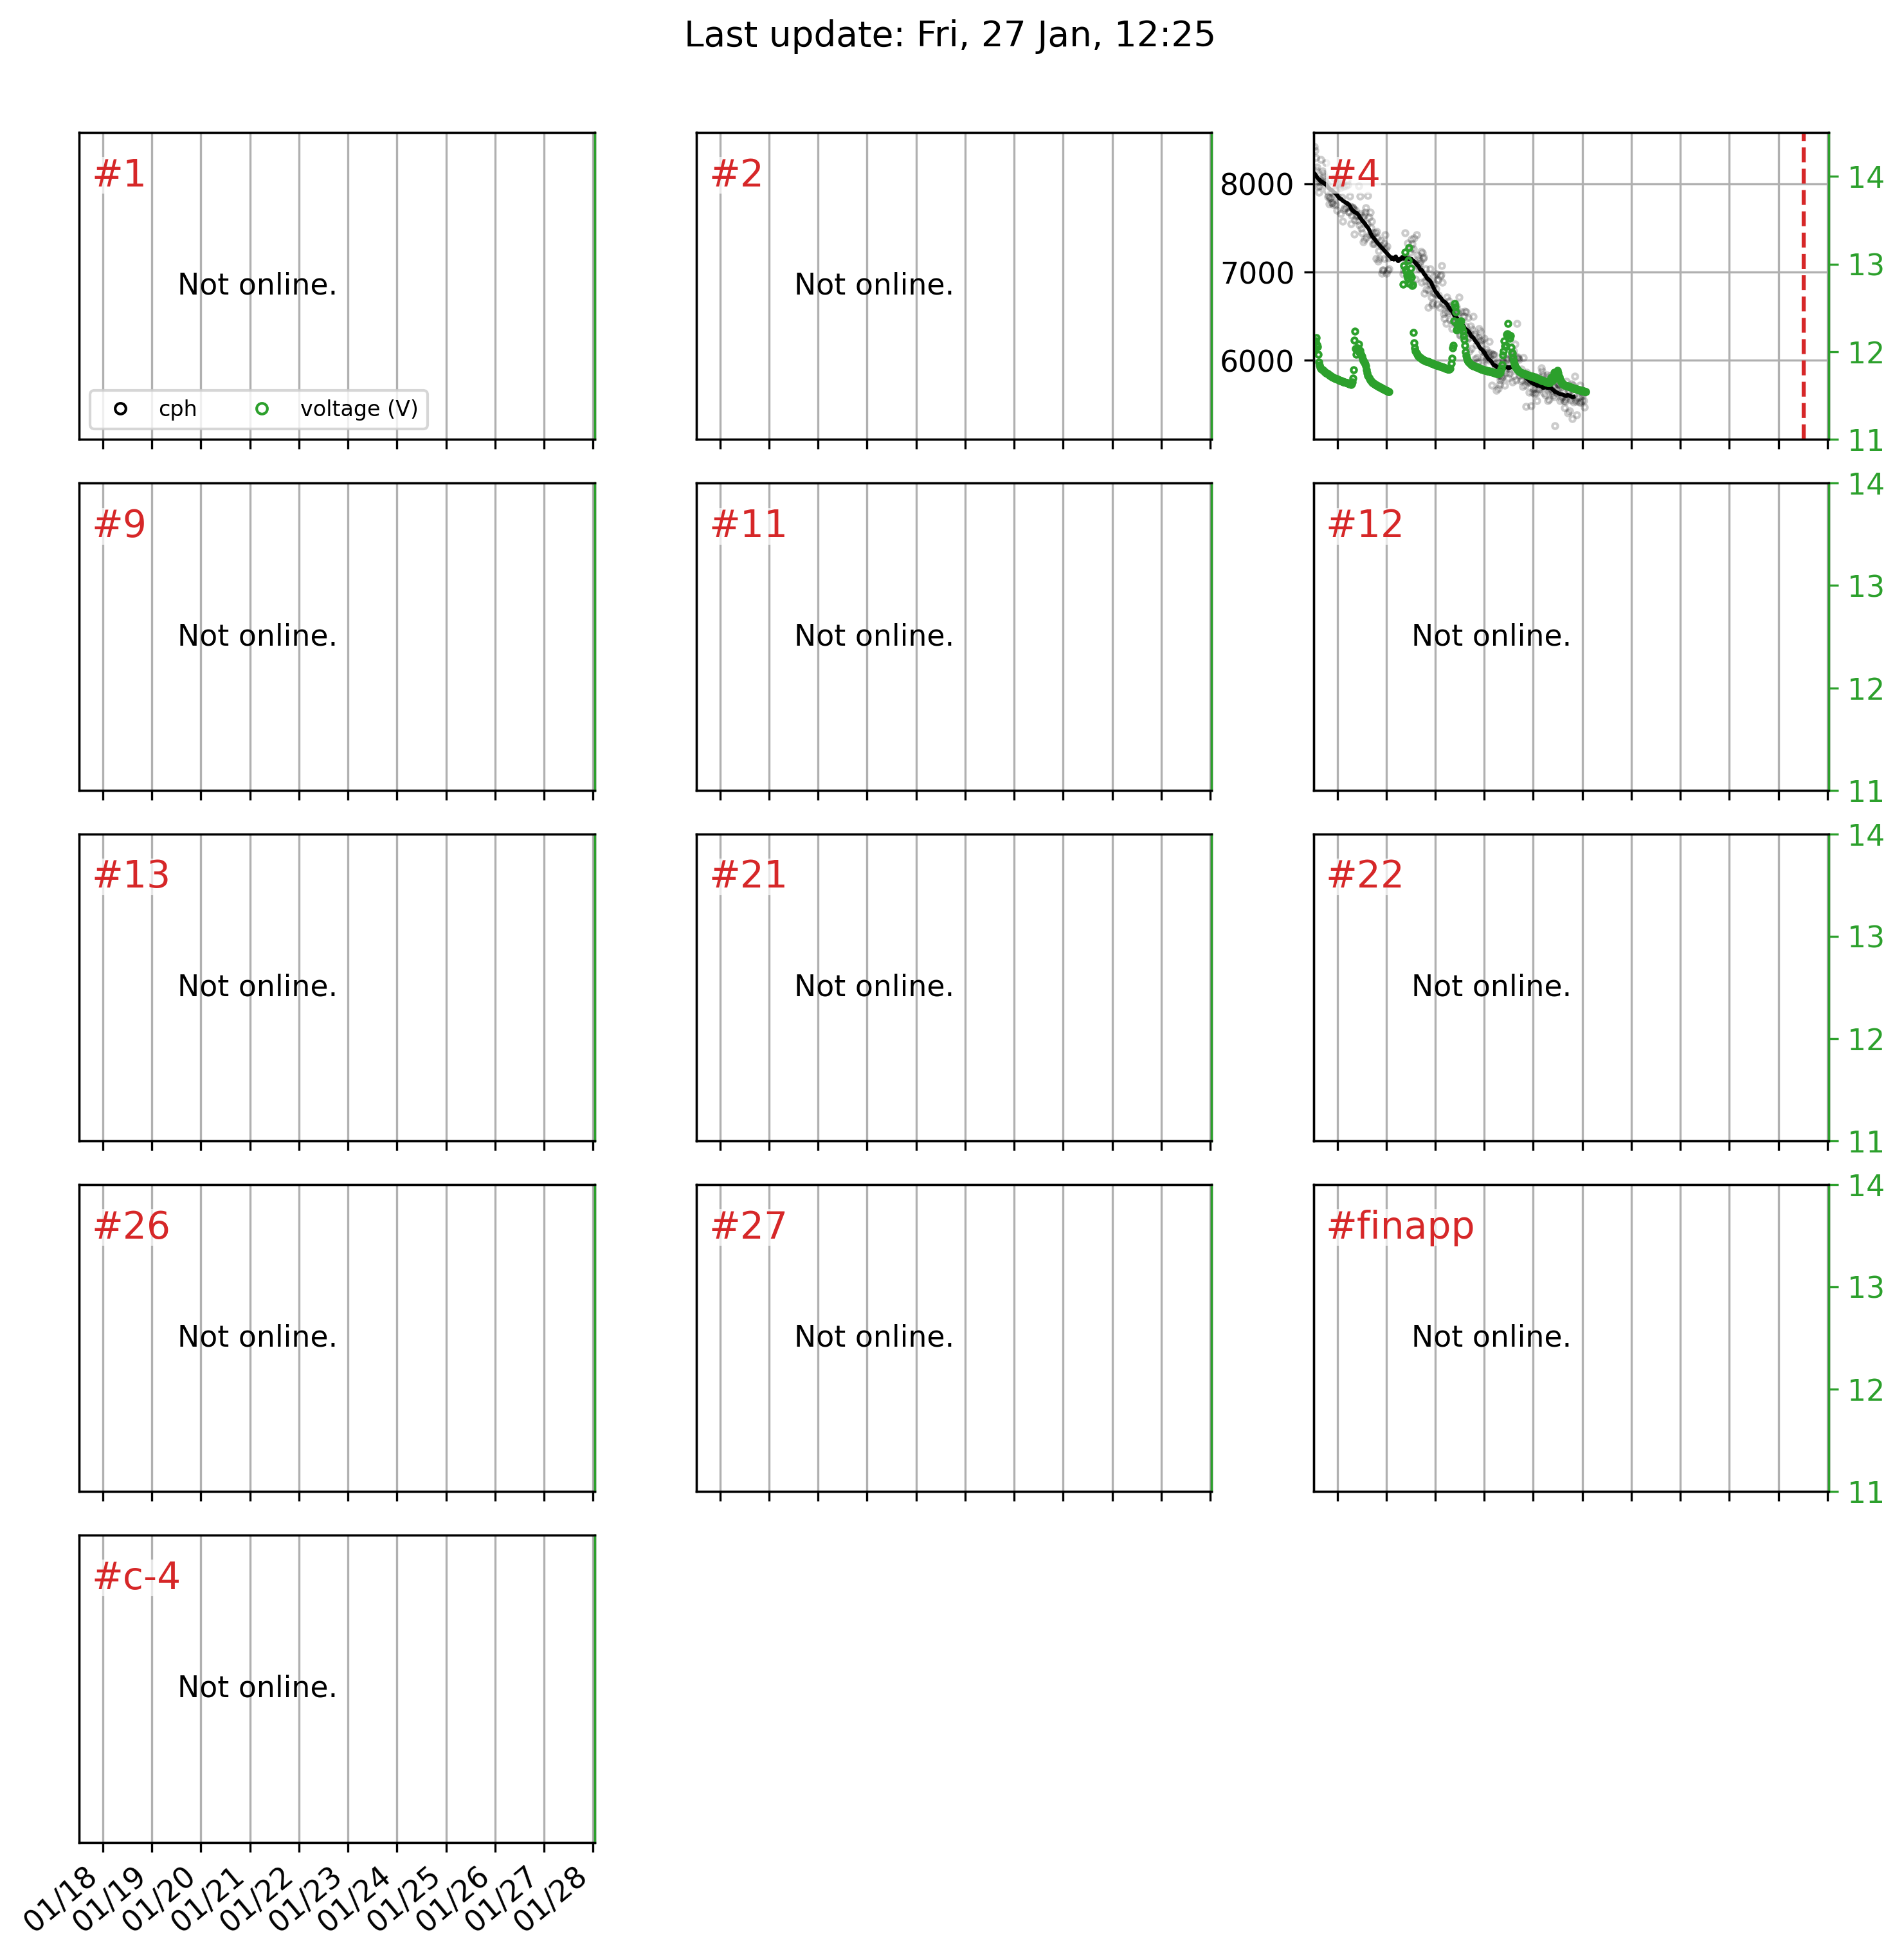 Last update: Fri, 27 Jan, 12:25
#1
Not online.
cph voltage (V)
#2
Not online.
#4
8000
7000
6000
14
13
12
11
#9
Not online.
#11
Not online.
#12
Not online.
14
13
12
11
#13
Not online.
#21
Not online.
#22
Not online.
14
13
12
11
#26
Not online.
#27
Not online.
#finapp
Not online.
14
13
12
11
#c-4
Not online.
01/18
01/19
01/20
01/21
01/22
01/23
01/24
01/25
01/26
01/27
01/28